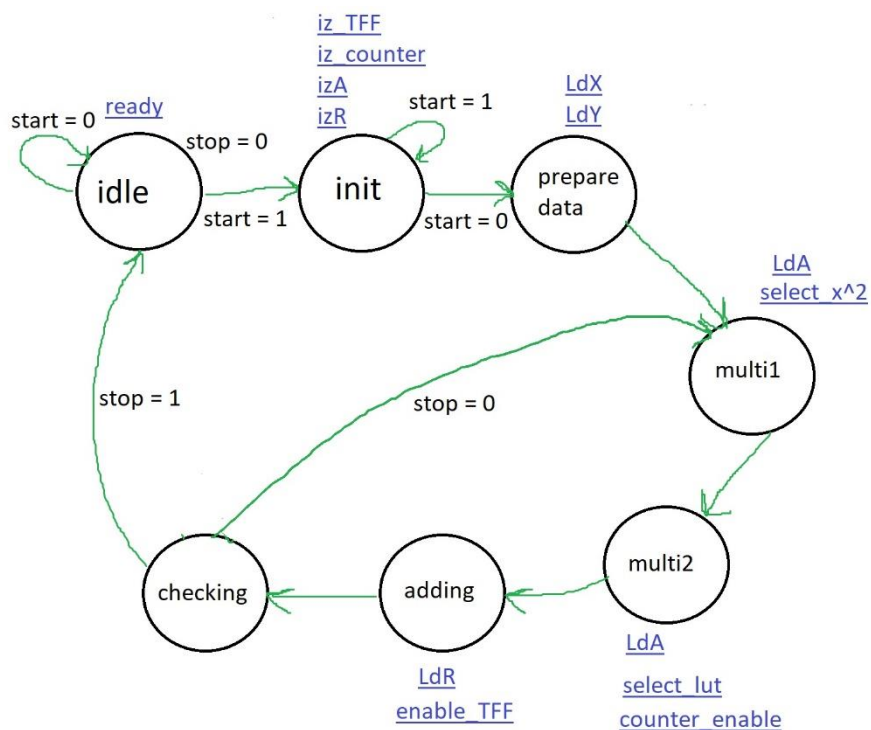 iz_TFF
iz_counter
izA
izR
LdX
LdY
ready
start = 0
stop = 0
start = 1
start = 1
start = 0
idle
init
prepare
data
LdA
select_x^2
multi1
stop = 1
stop = 0
checking
adding
multi2
LdR
enable_TFF
LdA
select_lut
counter_enable